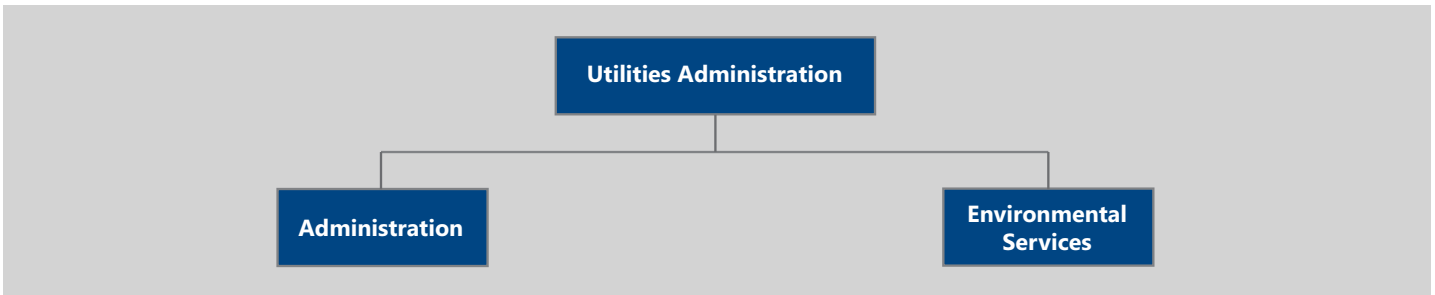 Utilities Administration
Administration
Environmental
Services